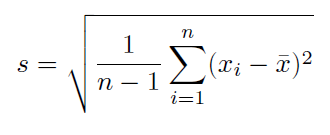 s = √(1/(n − 1) ∑_{i=1}^{n} (x_i − x̄)²)